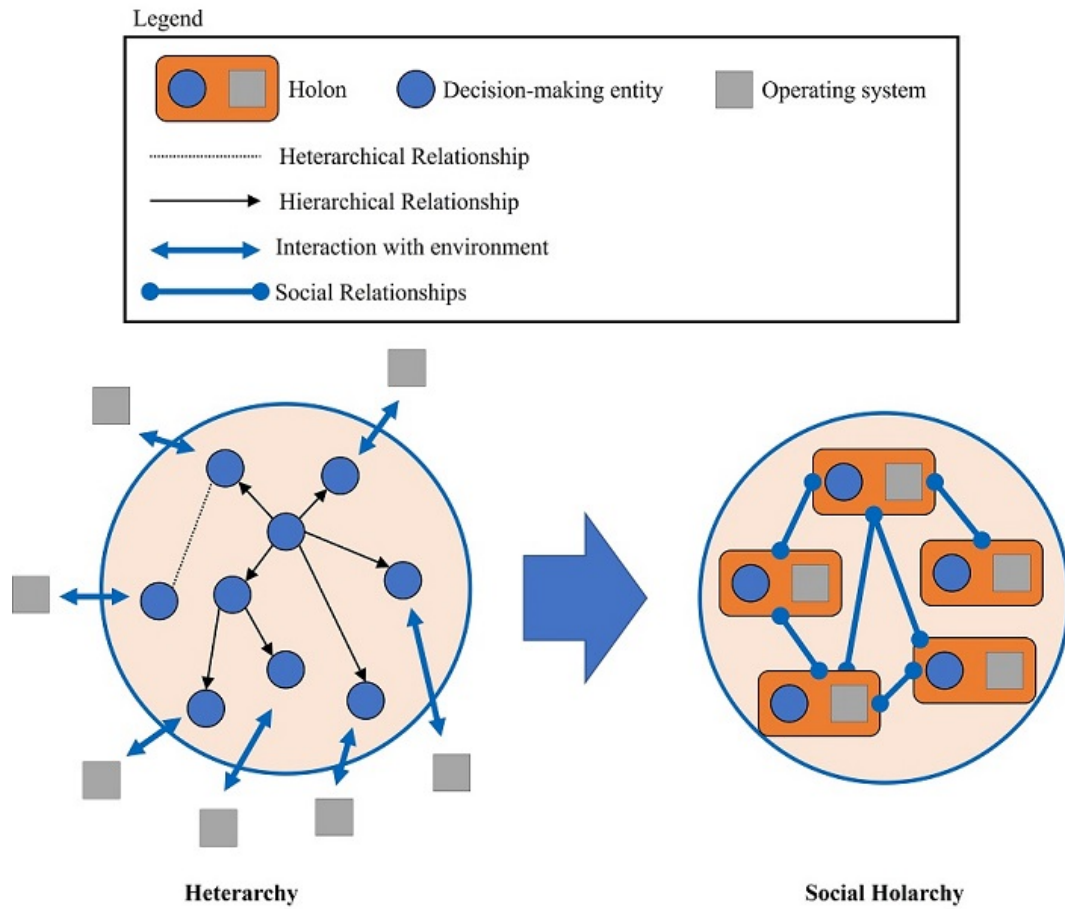 Legend
Holon
Decision-making entity
Operating system
Heterarchical Relationship
Hierarchical Relationship
Interaction with environment
Social Relationships
Heterarchy
Social Holarchy